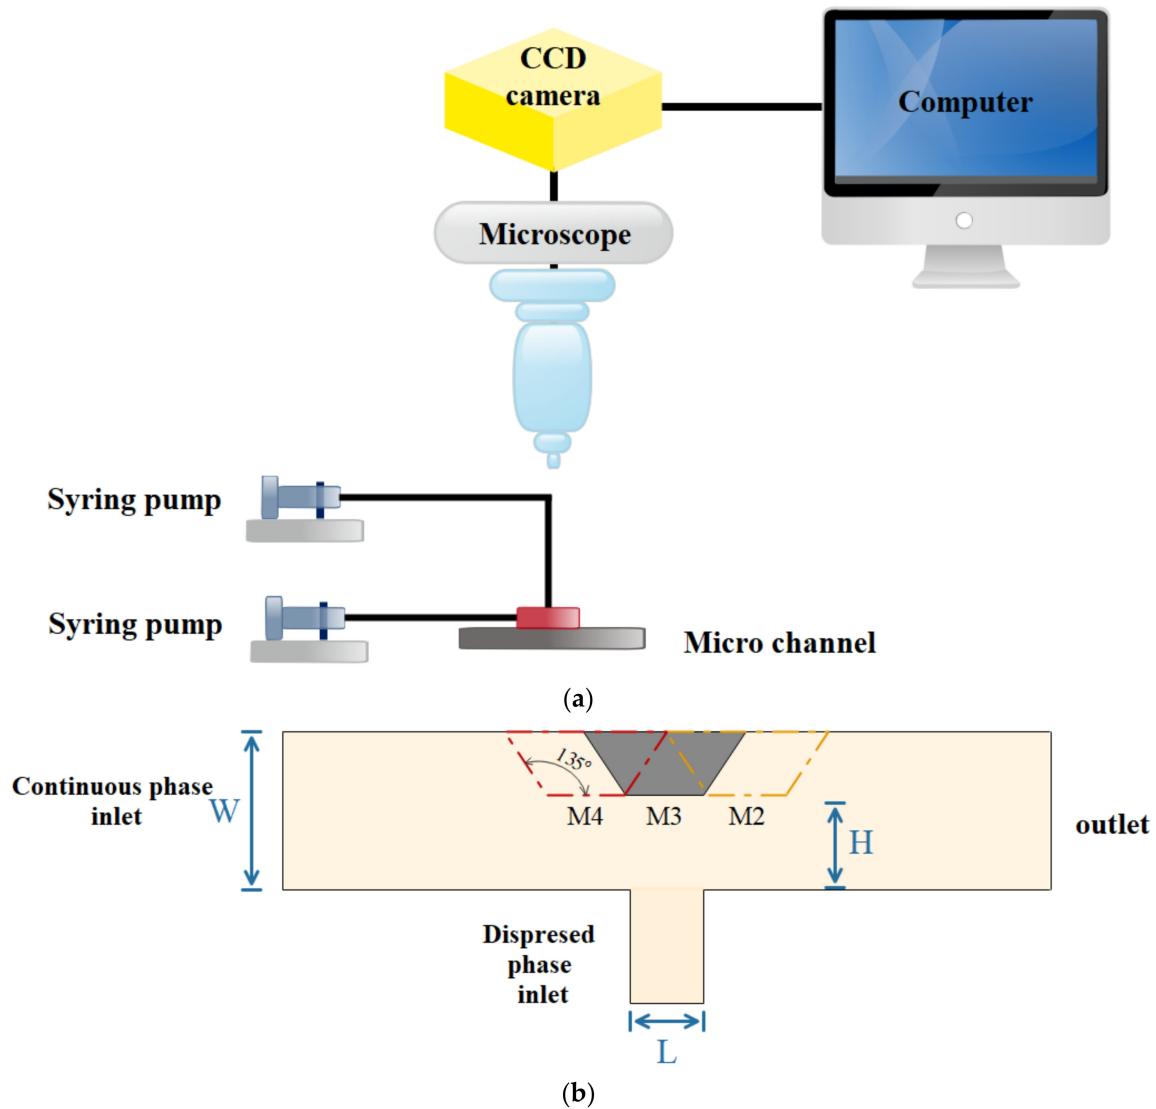 CCD
camera
Computer
Microscope
Syring pump
Syring pump
Micro channel
(a)
135°
Continuous phase
inlet
W
M4
M3
M2
H
outlet
Dispresed
phase
inlet
L
(b)